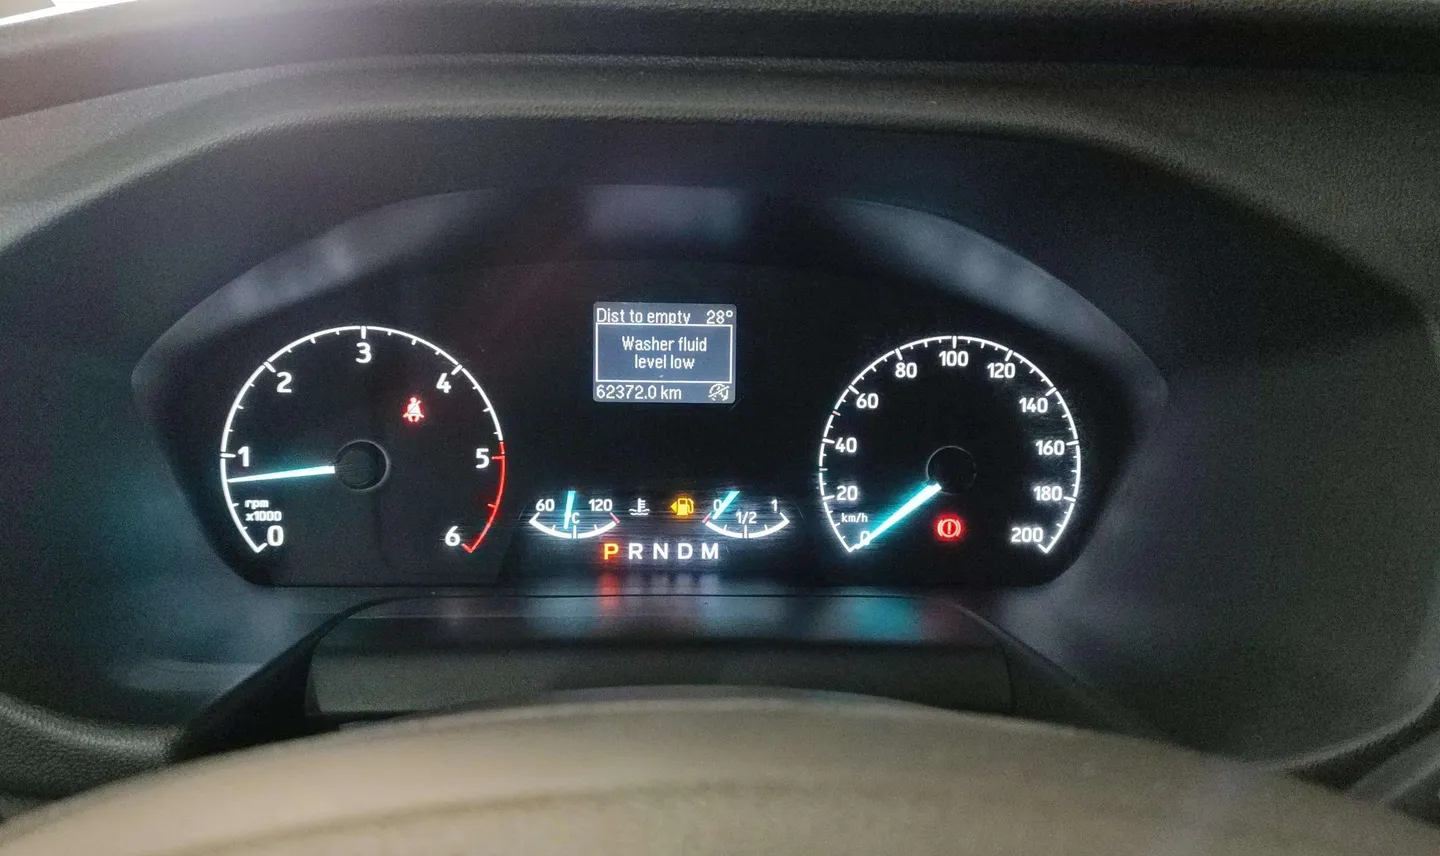 Dist to empty 28°
Washer fluid
level low
62372.0 km
0
1
2
3
4
5
6
rpm
x1000
60 120
°C
0 1/2 1
P R N D M
0
20
40
60
80
100
120
140
160
180
200
km/h